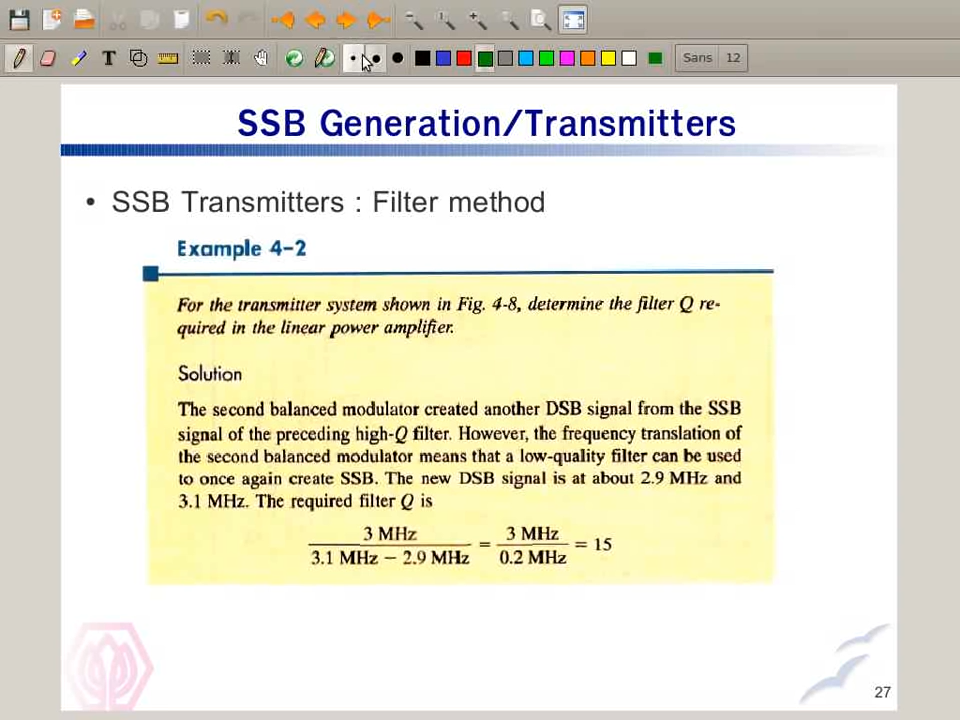 Sans 12
SSB Generation/Transmitters
• SSB Transmitters : Filter method
Example 4-2
For the transmitter system shown in Fig. 4-8, determine the filter Q re-
quired in the linear power amplifier.
Solution
The second balanced modulator created another DSB signal from the SSB
signal of the preceding high-Q filter. However, the frequency translation of
the second balanced modulator means that a low-quality filter can be used
to once again create SSB. The new DSB signal is at about 2.9 MHz and
3.1 MHz. The required filter Q is
3 MHz / 3.1 MHz − 2.9 MHz = 3 MHz / 0.2 MHz = 15
27